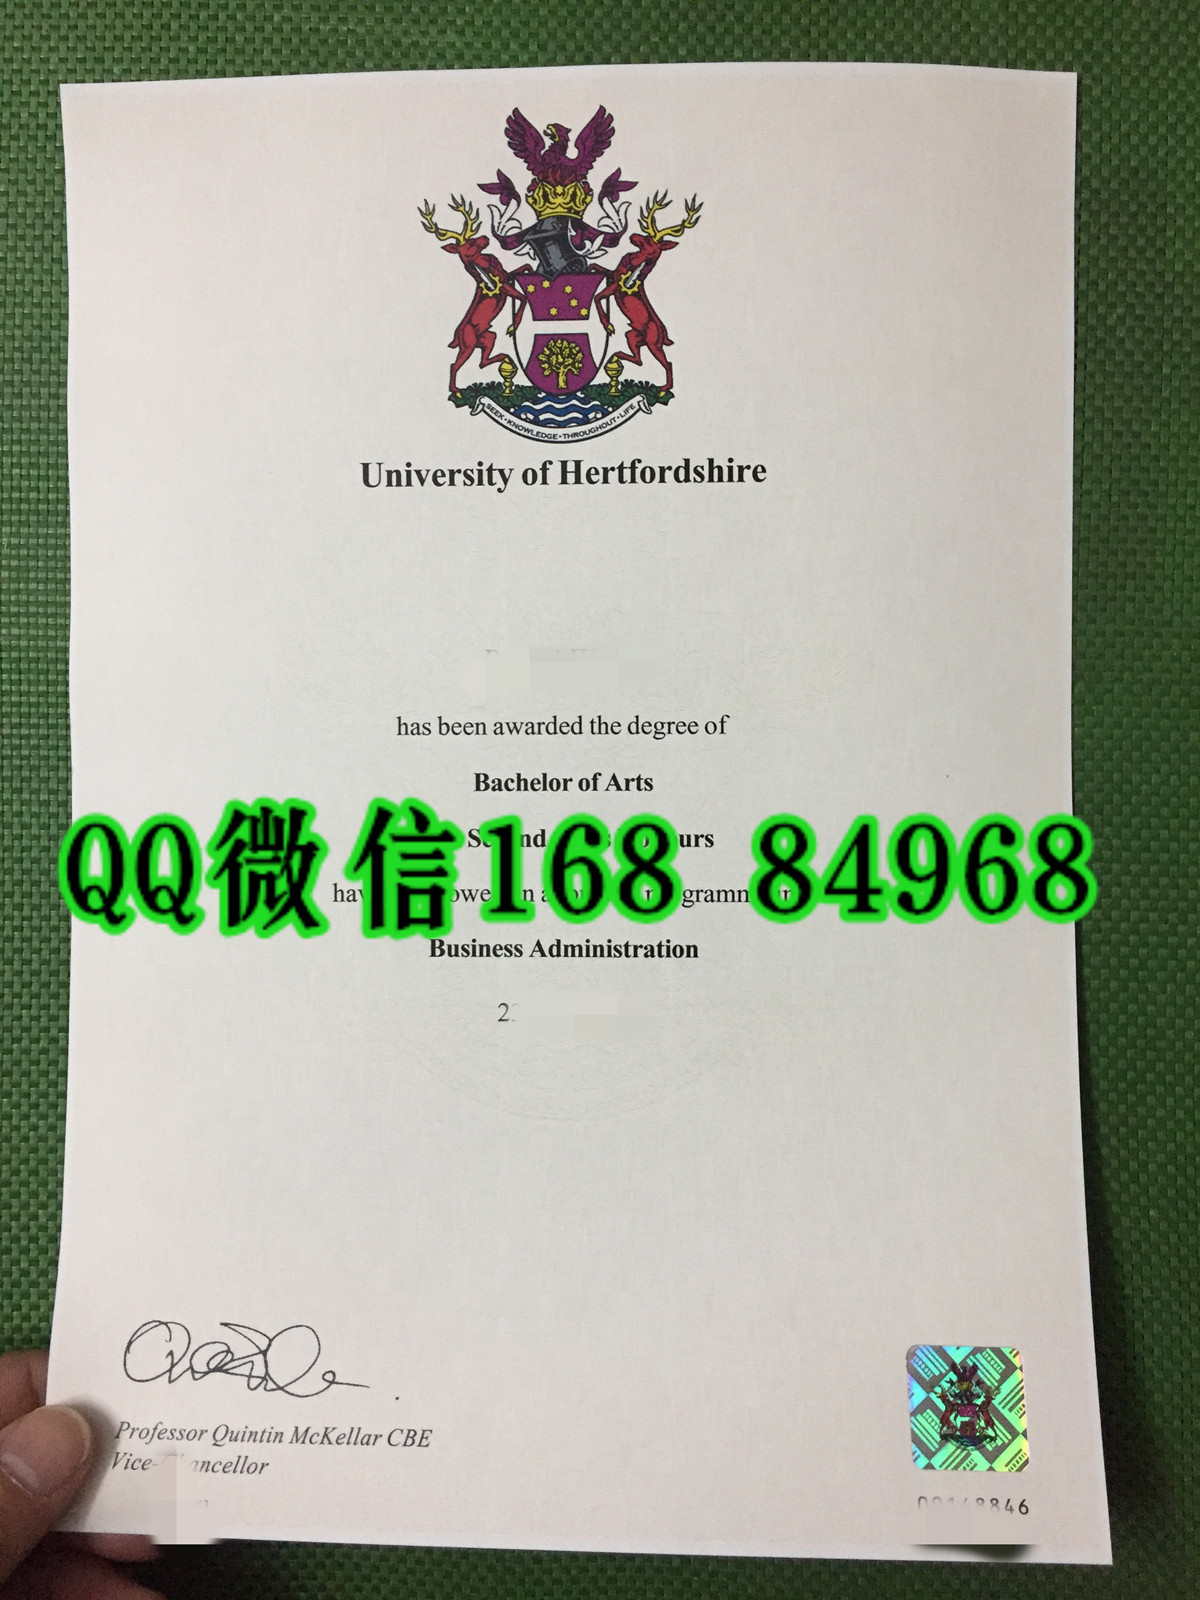 SEEK·KNOWLEDGE·THROUGHOUT·LIFE
University of Hertfordshire
has been awarded the degree of
Bachelor of Arts
QQ微信168 84968
Business Administration
Professor Quintin McKellar CBE
Vice-